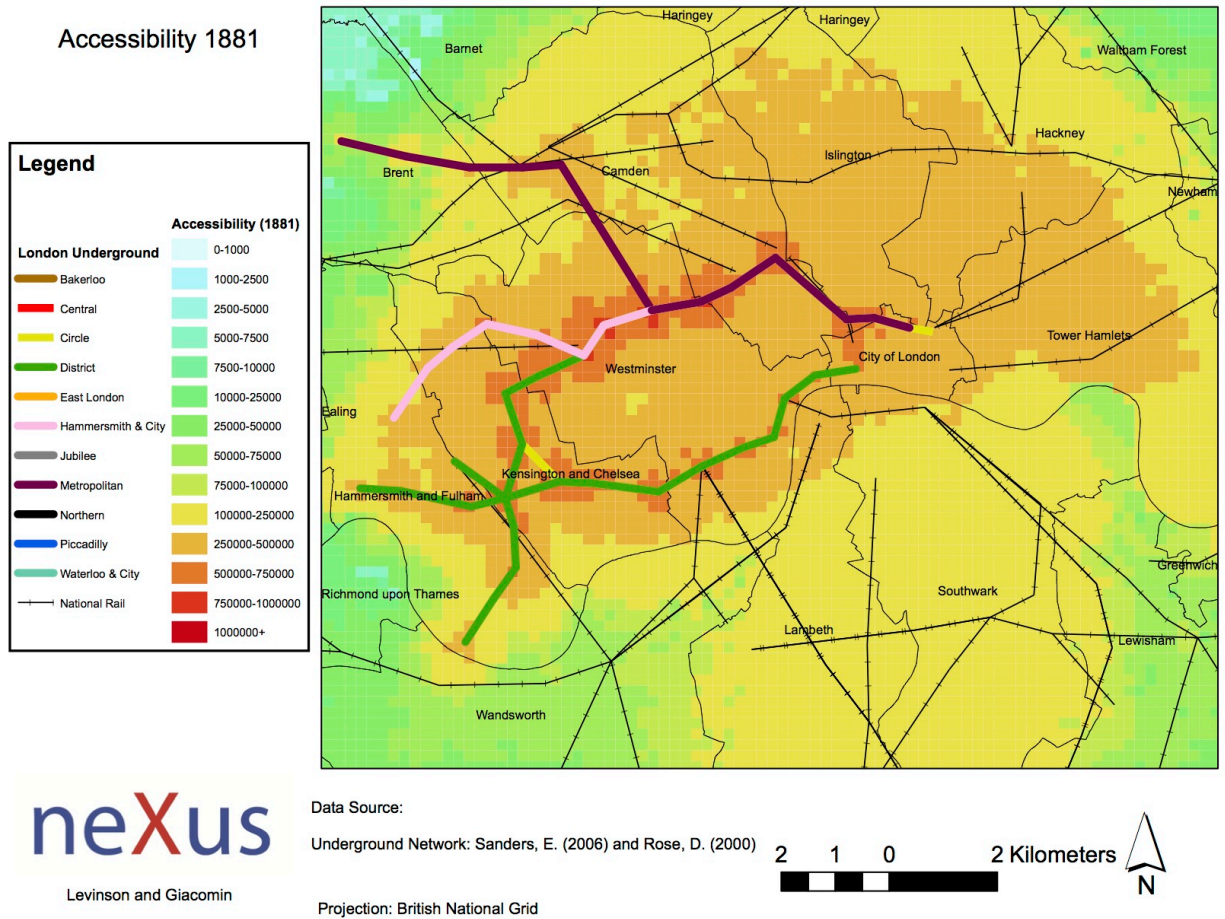 Accessibility 1881
Legend
Accessibility (1881)
London Underground
Bakerloo
Central
Circle
District
East London
Hammersmith & City
Jubilee
Metropolitan
Northern
Piccadilly
Waterloo & City
National Rail
0-1000
1000-2500
2500-5000
5000-7500
7500-10000
10000-25000
25000-50000
50000-75000
75000-100000
100000-250000
250000-500000
500000-750000
750000-1000000
1000000+
Haringey
Haringey
Barnet
Waltham Forest
Hackney
Islington
Brent
Camden
Newham
Tower Hamlets
City of London
Westminster
Ealing
Kensington and Chelsea
Hammersmith and Fulham
Greenwich
Richmond upon Thames
Southwark
Lambeth
Lewisham
Wandsworth
neXus
Levinson and Giacomin
Data Source:
Underground Network: Sanders, E. (2006) and Rose, D. (2000)
Projection: British National Grid
2 1 0 2 Kilometers
N